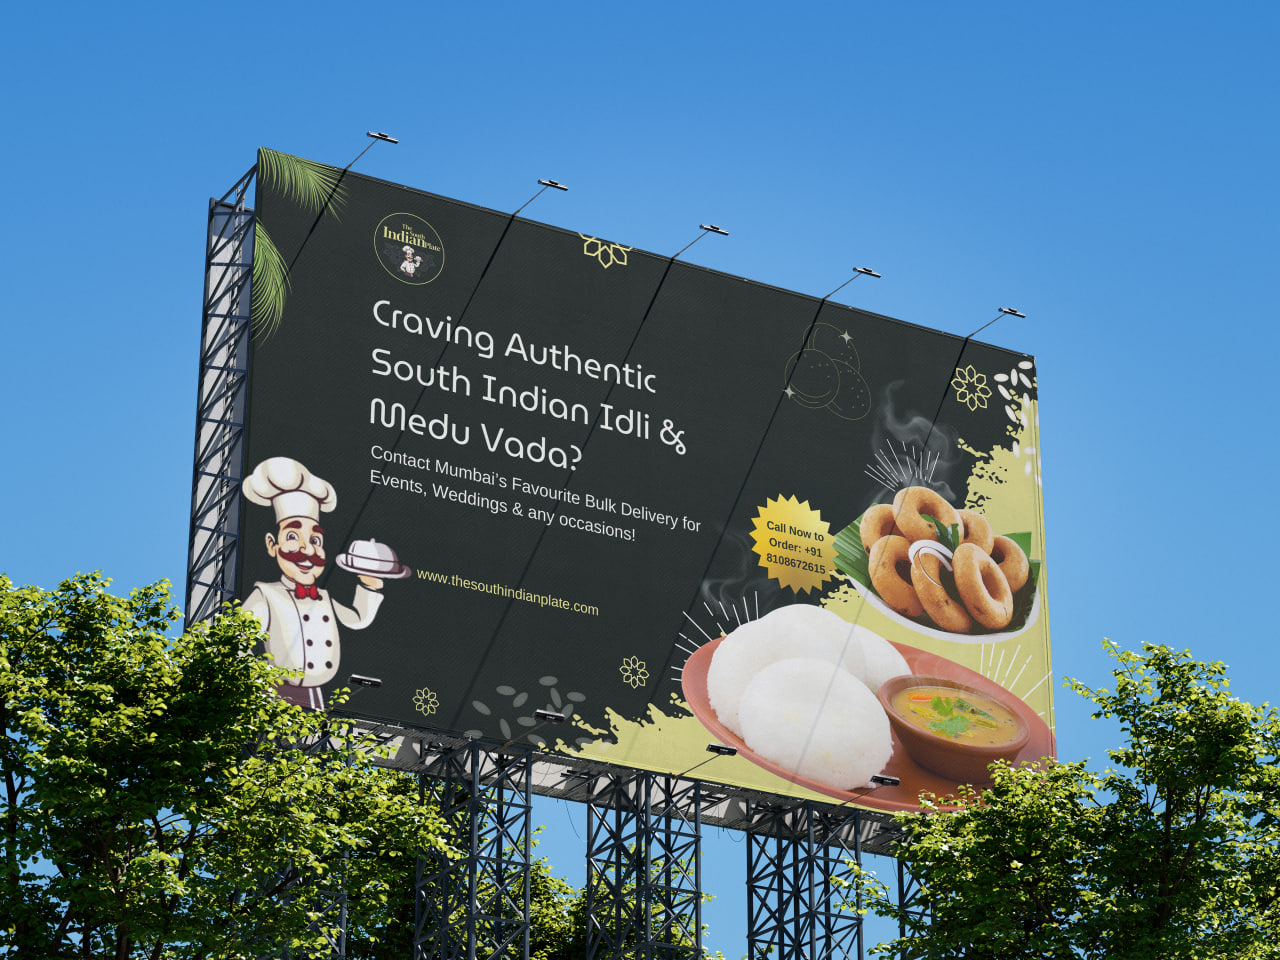 The
South
Indian Plate
Craving Authentic
South Indian Idli &
Medu Vada?
Contact Mumbai's Favourite Bulk Delivery for
Events, Weddings & any occasions!
www.thesouthindianplate.com
Call Now to
Order: +91
8108672615